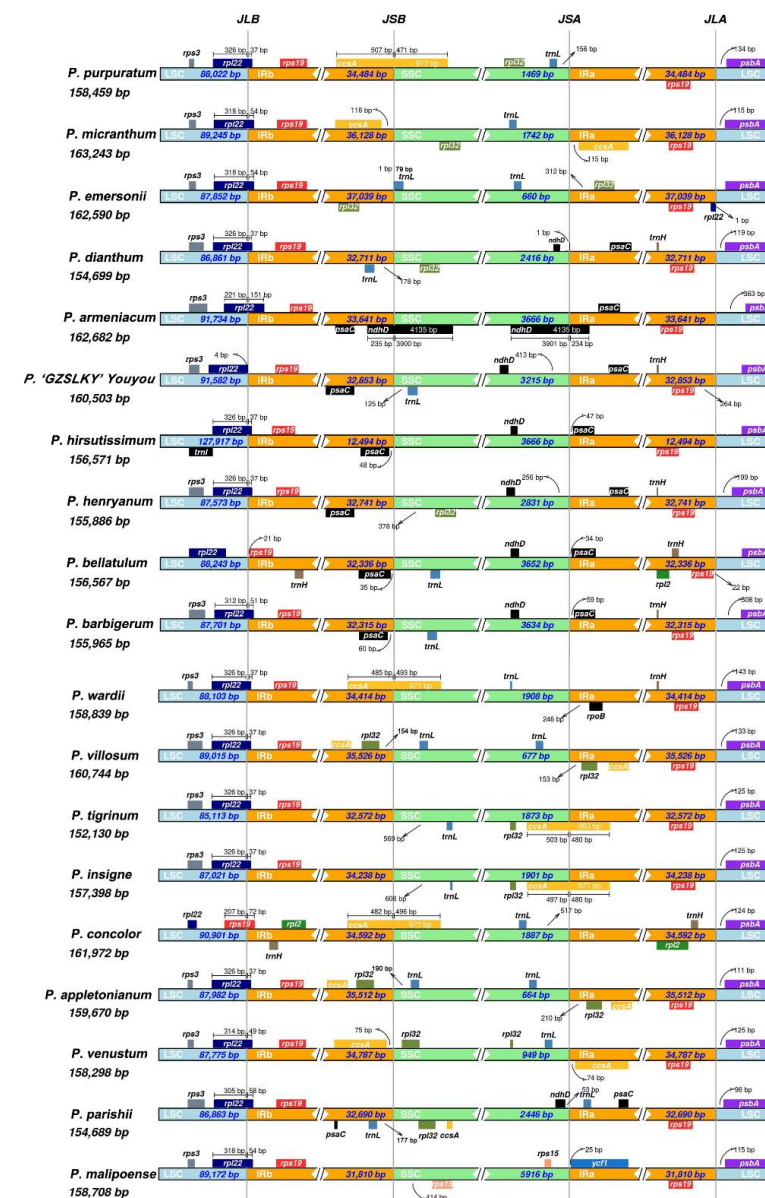 JLB JSB JSA JLA
rps3 326 bp 37 bp 507 bp 471 bp trnL 156 bp 134 bp
rpl22 rps19 ccsA 977 bp rpl32 psbA
P. purpuratum LSC 88,022 bp IRb 34,484 bp SSC 1469 bp IRa 34,484 bp LSC
158,459 bp rps19
rps3 318 bp 54 bp 116 bp trnL 115 bp
rpl22 rps19 ccsA psbA
P. micranthum LSC 89,245 bp IRb 36,128 bp SSC 1742 bp IRa 36,128 bp LSC
163,243 bp rpl32 ccsA rps19
115 bp
rps3 318 bp 54 bp 1 bp 79 bp trnL trnL 312 bp
rpl22 rps19 rpl32
P. emersonii LSC 87,852 bp IRb 37,039 bp SSC 660 bp IRa 37,039 bp LSC psbA
162,590 bp rpl32 rps19 rpl22 1 bp
rps3 326 bp 37 bp 1 bp ndhD trnH 119 bp
rpl22 rps19 psaC psbA
P. dianthum LSC 86,861 bp IRb 32,711 bp SSC 2416 bp IRa 32,711 bp LSC
154,699 bp trnL 178 bp rpl32 rps19
rps3 221 bp 151 bp psaC 363 bp
rpl22 rps19 psb
P. armeniacum LSC 91,734 bp IRb 33,641 bp SSC 3666 bp IRa 33,641 bp LSC
162,682 bp psaC ndhD 4135 bp ndhD 4135 bp rps19
235 bp 3900 bp 3901 bp 234 bp
rps3 4 bp ndhD 413 bp trnH
rpl22 rps19 psaC psbA
P. ‘GZSLKY’ Youyou LSC 91,582 bp IRb 32,853 bp SSC 3215 bp IRa 32,853 bp LSC
160,503 bp psaC 125 bp trnL rps19 264 bp
326 bp 37 bp ndhD 47 bp
rpl22 rps19 psaC psbA
P. hirsutissimum LSC 127,917 bp IRb 12,494 bp SSC 3666 bp IRa 12,494 bp LSC
156,571 bp trnI psaC 48 bp rps19
rps3 326 bp 37 bp ndhD 256 bp trnH 199 bp
rpl22 rps19 psaC psbA
P. henryanum LSC 87,573 bp IRb 32,741 bp SSC 2831 bp IRa 32,741 bp LSC
155,886 bp psaC 378 bp rpl32 rps19
rpl22 21 bp ndhD 34 bp trnH
rps19 psaC psbA
P. bellatulum LSC 88,243 bp IRb 32,336 bp SSC 3652 bp IRa 32,336 bp LSC
156,567 bp trnH psaC 35 bp trnL rpl2 rps19 22 bp
rps3 312 bp 51 bp ndhD 59 bp trnH 308 bp
rpl22 rps19 psaC psbA
P. barbigerum LSC 87,701 bp IRb 32,315 bp SSC 3634 bp IRa 32,315 bp LSC
155,965 bp psaC 60 bp trnL rps19
rps3 326 bp 37 bp 485 bp 493 bp trnL trnH 143 bp
rpl22 rps19 ccsA 977 bp psbA
P. wardii LSC 88,103 bp IRb 34,414 bp SSC 1908 bp IRa 34,414 bp LSC
158,839 bp 246 bp rpoB rps19
rps3 326 bp 37 bp rpl32 154 bp trnL trnL 133 bp
rpl22 rps19 ccsA psbA
P. villosum LSC 89,015 bp IRb 35,526 bp SSC 677 bp IRa 35,526 bp LSC
160,744 bp 153 bp rpl32 ccsA rps19
rps3 326 bp 37 bp 125 bp
rpl22 rps19 psbA
P. tigrinum LSC 85,113 bp IRb 32,572 bp SSC 1873 bp IRa 32,572 bp LSC
152,130 bp 569 bp trnL rpl32 ccsA 983 bp rps19
503 bp 480 bp
rps3 326 bp 37 bp 125 bp
rpl22 rps19 psbA
P. insigne LSC 87,021 bp IRb 34,238 bp SSC 1901 bp IRa 34,238 bp LSC
157,398 bp 606 bp trnL rpl32 ccsA 977 bp rps19
497 bp 480 bp
rpl22 207 bp 72 bp rpl2 482 bp 496 bp trnL 517 bp trnH 124 bp
rps19 ccsA 977 bp psbA
P. concolor LSC 90,901 bp IRb 34,592 bp SSC 1887 bp IRa 34,592 bp LSC
161,972 bp trnH rpl2
rps3 326 bp 37 bp rpl32 190 bp trnL trnL 111 bp
rpl22 rps19 ccsA psbA
P. appletonianum LSC 87,982 bp IRb 35,512 bp SSC 664 bp IRa 35,512 bp LSC
159,670 bp 210 bp rpl32 ccsA rps19
rps3 314 bp 49 bp 75 bp rpl32 rpl32 trnL 125 bp
rpl22 rps19 ccsA psbA
P. venustum LSC 87,775 bp IRb 34,787 bp SSC 949 bp IRa 34,787 bp LSC
158,298 bp ccsA 74 bp rps19
rps3 305 bp 58 bp ndhD 53 bp trnL psaC 96 bp
rpl22 rps19 psbA
P. parishii LSC 86,863 bp IRb 32,690 bp SSC 2446 bp IRa 32,690 bp LSC
154,689 bp psaC trnL 177 bp rpl32 ccsA rps19
rps3 318 bp 54 bp rps15 25 bp 115 bp
rpl22 rps19 ycf1 psbA
P. malipoense LSC 89,172 bp IRb 31,810 bp SSC 5916 bp IRa 31,810 bp LSC
158,708 bp rps15 rps19
414 bp